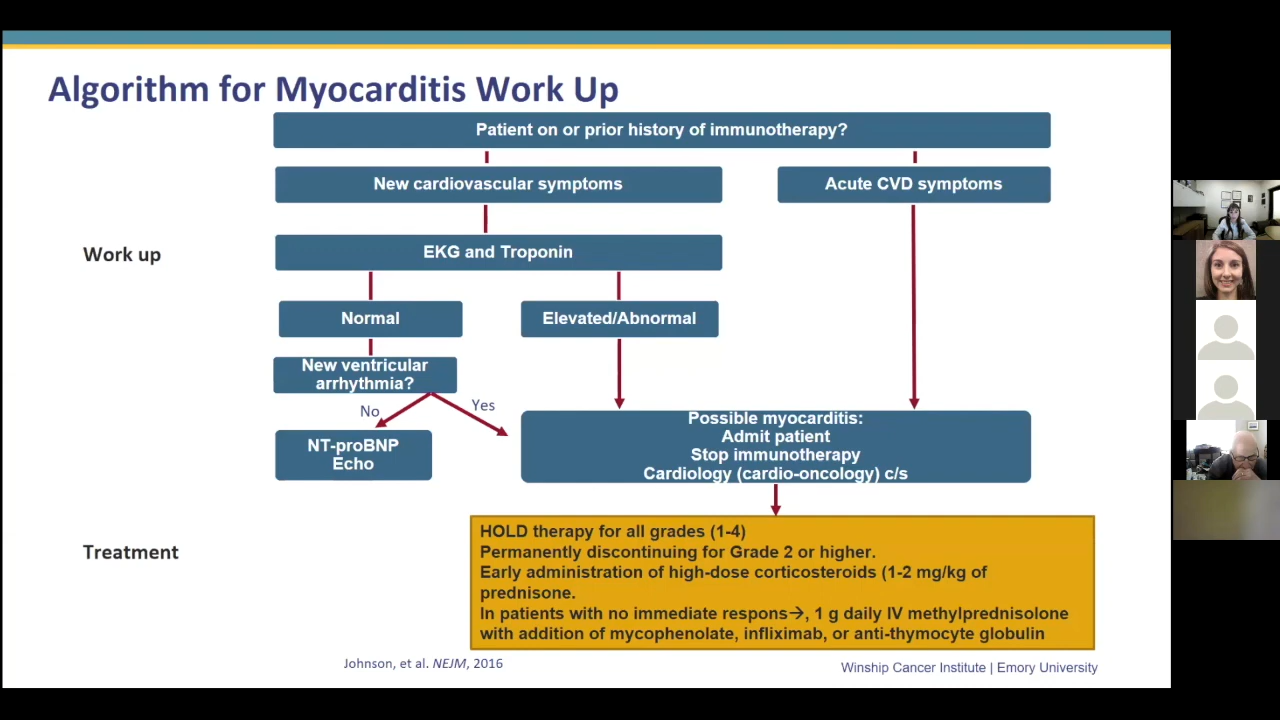 Algorithm for Myocarditis Work Up
Patient on or prior history of immunotherapy?
New cardiovascular symptoms
Acute CVD symptoms
Work up
EKG and Troponin
Normal
Elevated/Abnormal
New ventricular
arrhythmia?
No
Yes
NT-proBNP
Echo
Possible myocarditis:
Admit patient
Stop immunotherapy
Cardiology (cardio-oncology) c/s
Treatment
HOLD therapy for all grades (1-4)
Permanently discontinuing for Grade 2 or higher.
Early administration of high-dose corticosteroids (1-2 mg/kg of
prednisone.
In patients with no immediate respons→, 1 g daily IV methylprednisolone
with addition of mycophenolate, infliximab, or anti-thymocyte globulin
Johnson, et al. NEJM, 2016
Winship Cancer Institute | Emory University